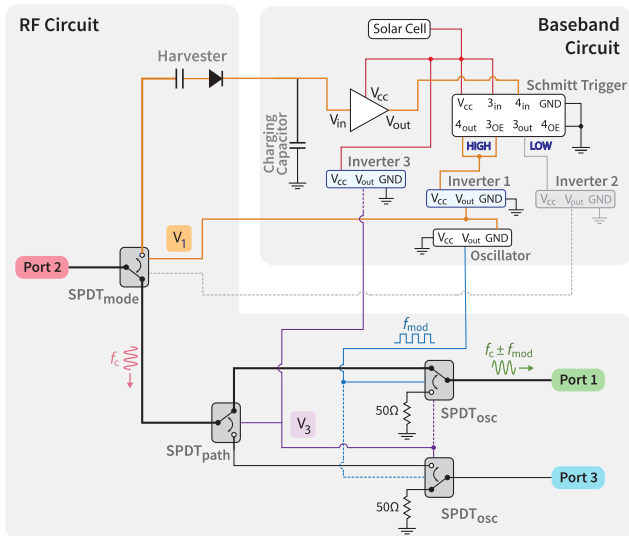 RF Circuit
Baseband
Circuit
Solar Cell
Harvester
Schmitt Trigger
Vcc
Vin
Vout
Vcc 3in 4in GND
4out 3OE 3out 4OE
HIGH
LOW
Charging
Capacitor
Inverter 3
Vcc Vout GND
Inverter 1
Vcc Vout GND
Inverter 2
Vcc Vout GND
V1
Vcc Vout GND
Oscillator
Port 2
SPDTmode
fc
fmod
fc ± fmod
Port 1
50Ω
SPDTosc
V3
SPDTpath
Port 3
50Ω
SPDTosc